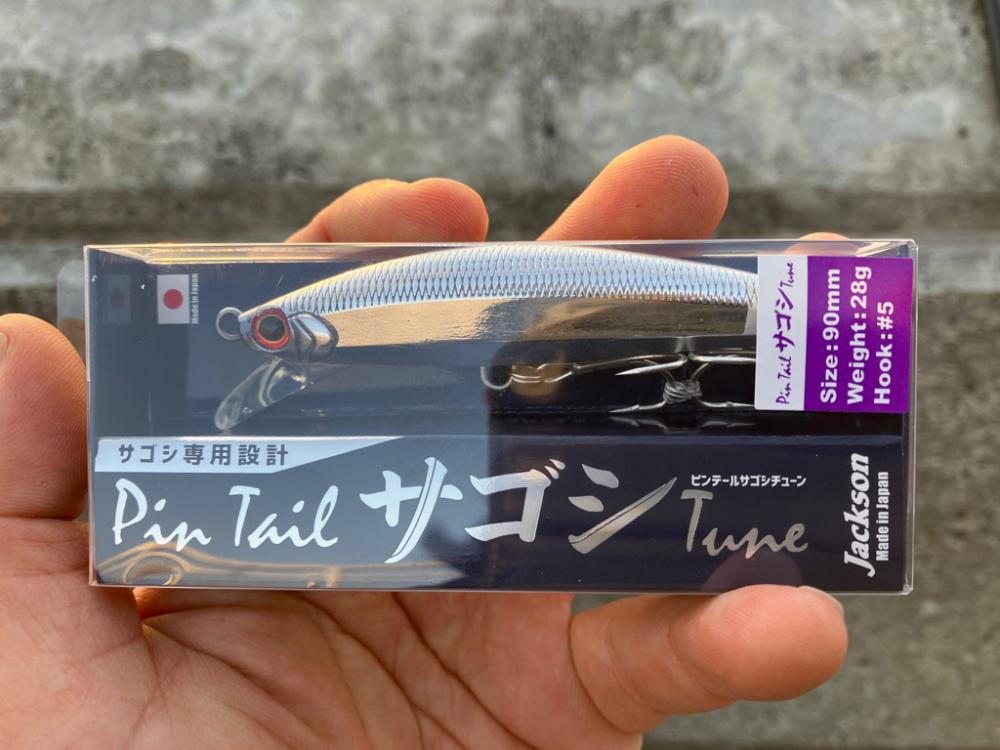 Made in Japan
Pin Tail サゴシ Tune
Size:90mm
Weight:28g
Hook:#5
サゴシ専用設計
Pin Tail サゴシ Tune
ピンテールサゴシチューン
Jackson
Made in Japan